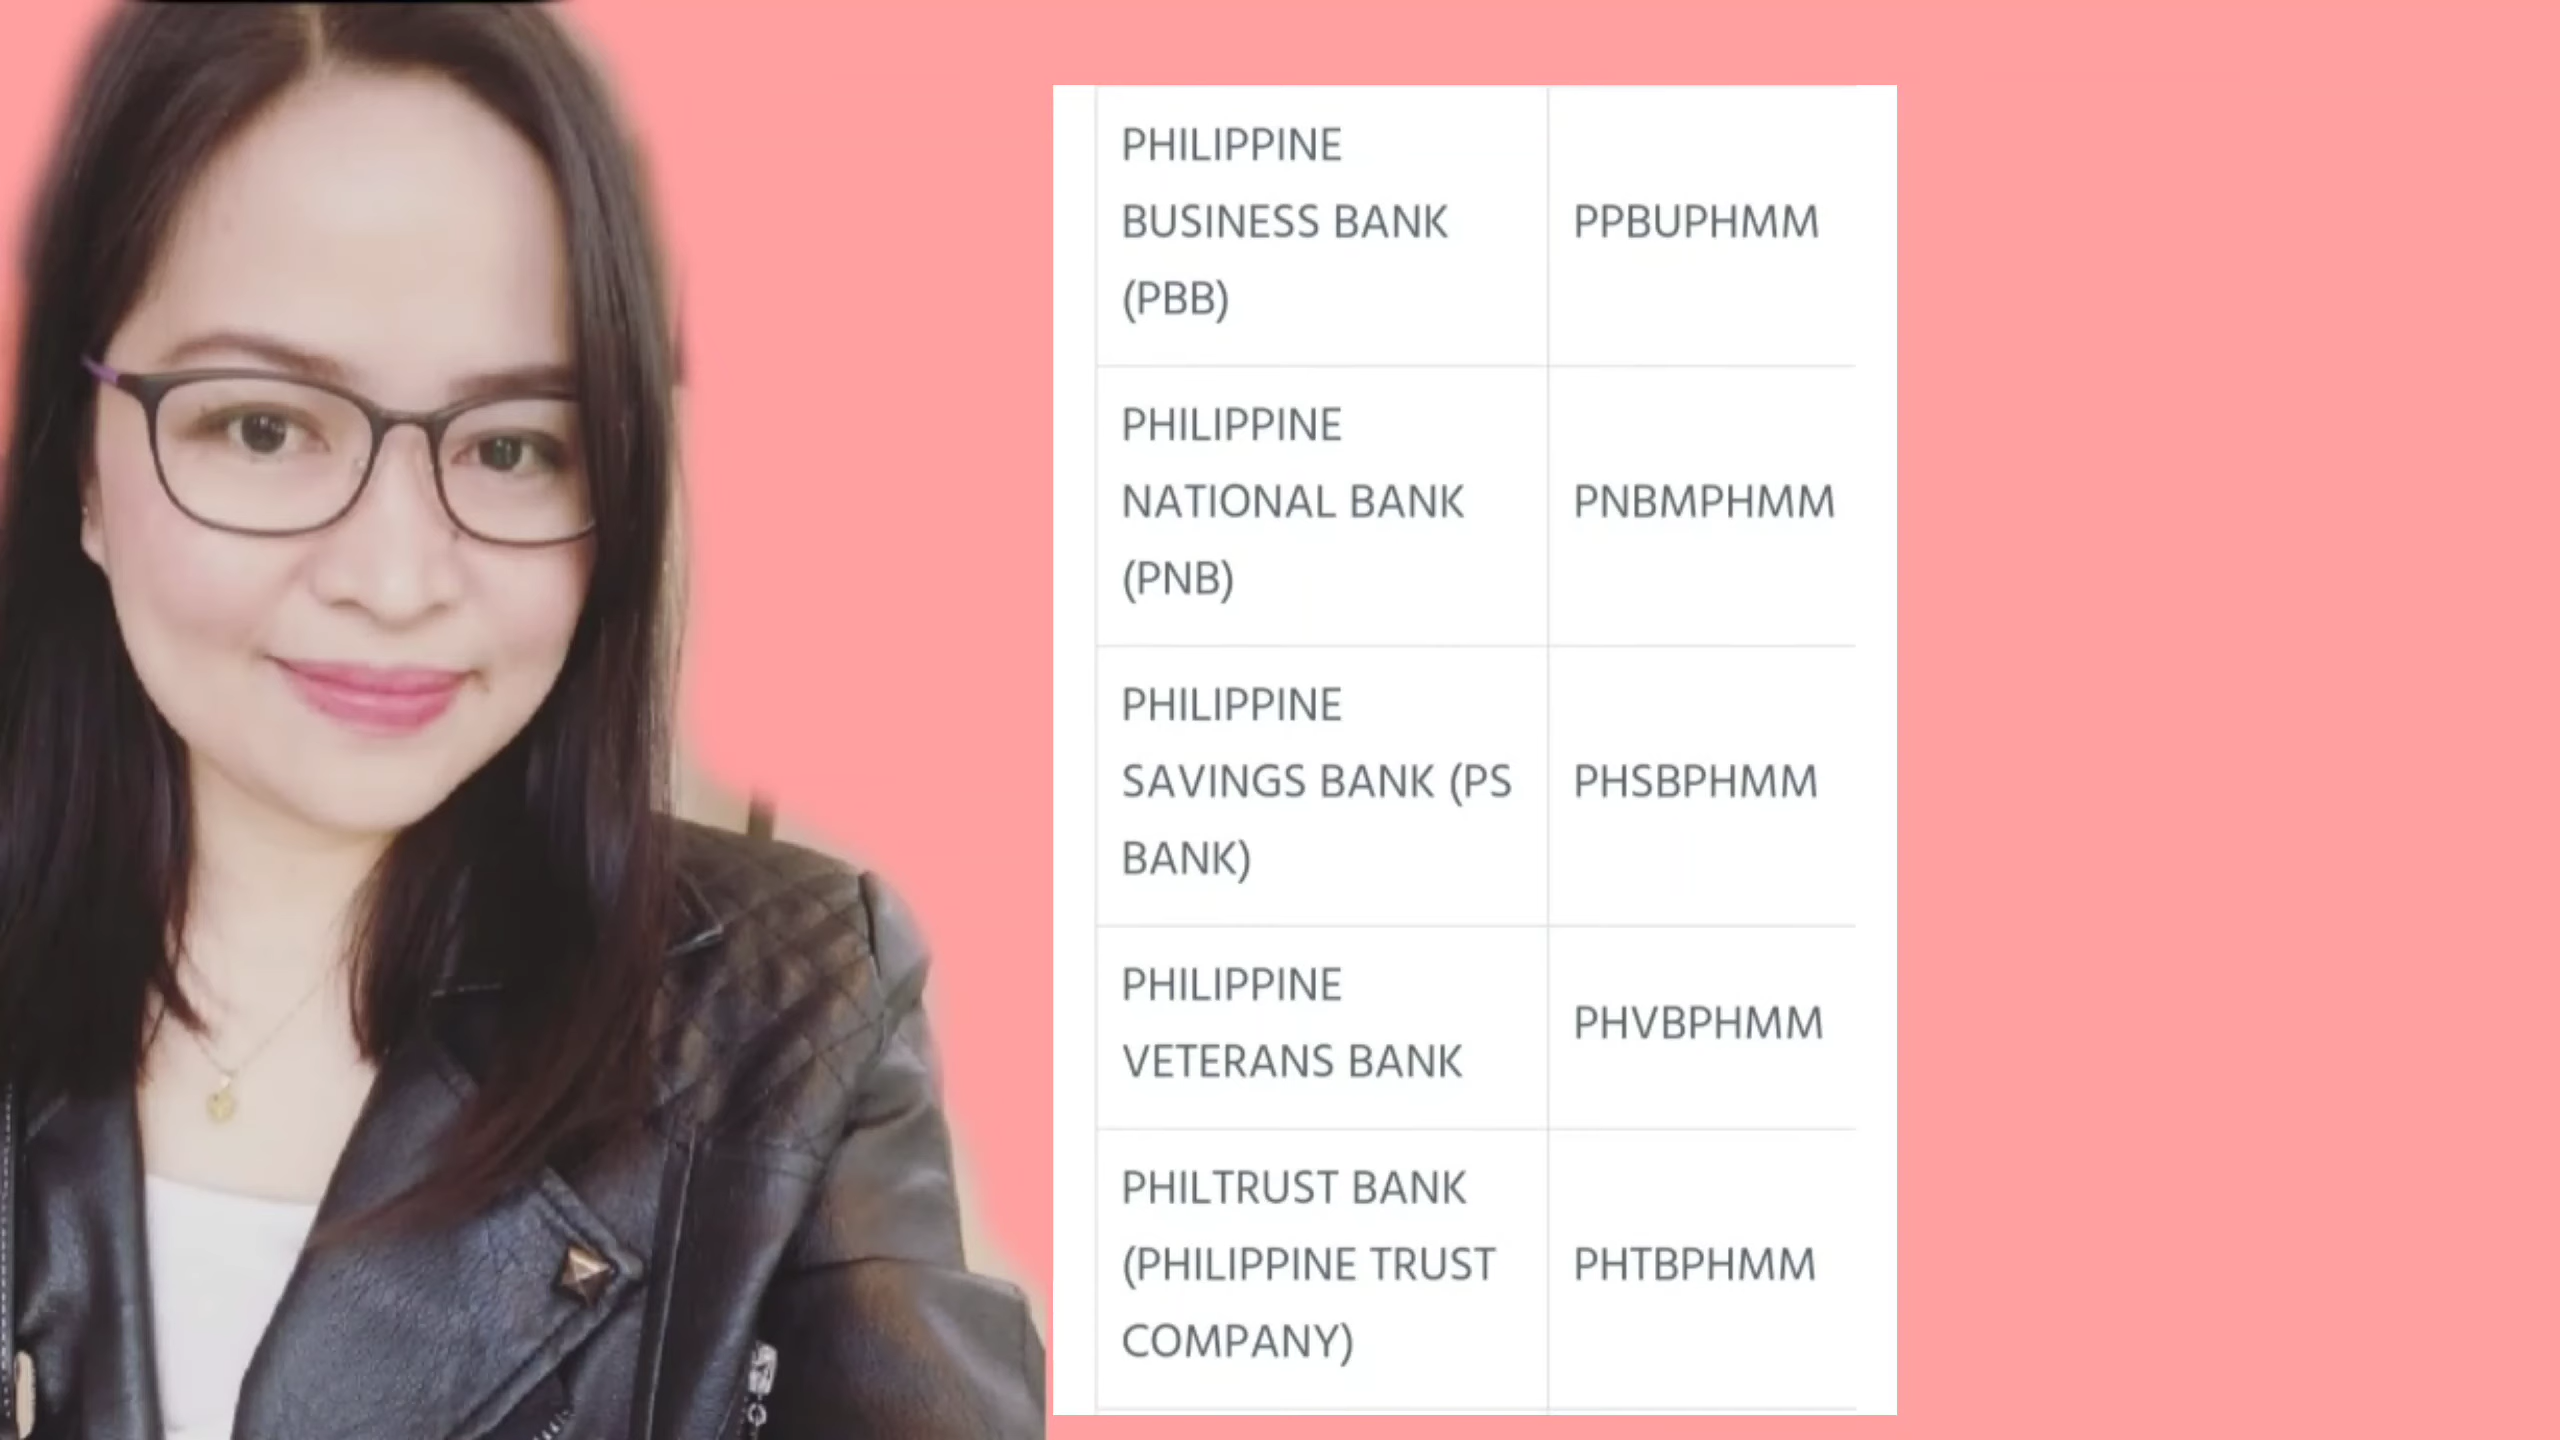 PHILIPPINE
BUSINESS BANK
(PBB)
PPBUPHMM
PHILIPPINE
NATIONAL BANK
(PNB)
PNBMPHMM
PHILIPPINE
SAVINGS BANK (PS
BANK)
PHSBPHMM
PHILIPPINE
VETERANS BANK
PHVBPHMM
PHILTRUST BANK
(PHILIPPINE TRUST
COMPANY)
PHTBPHMM